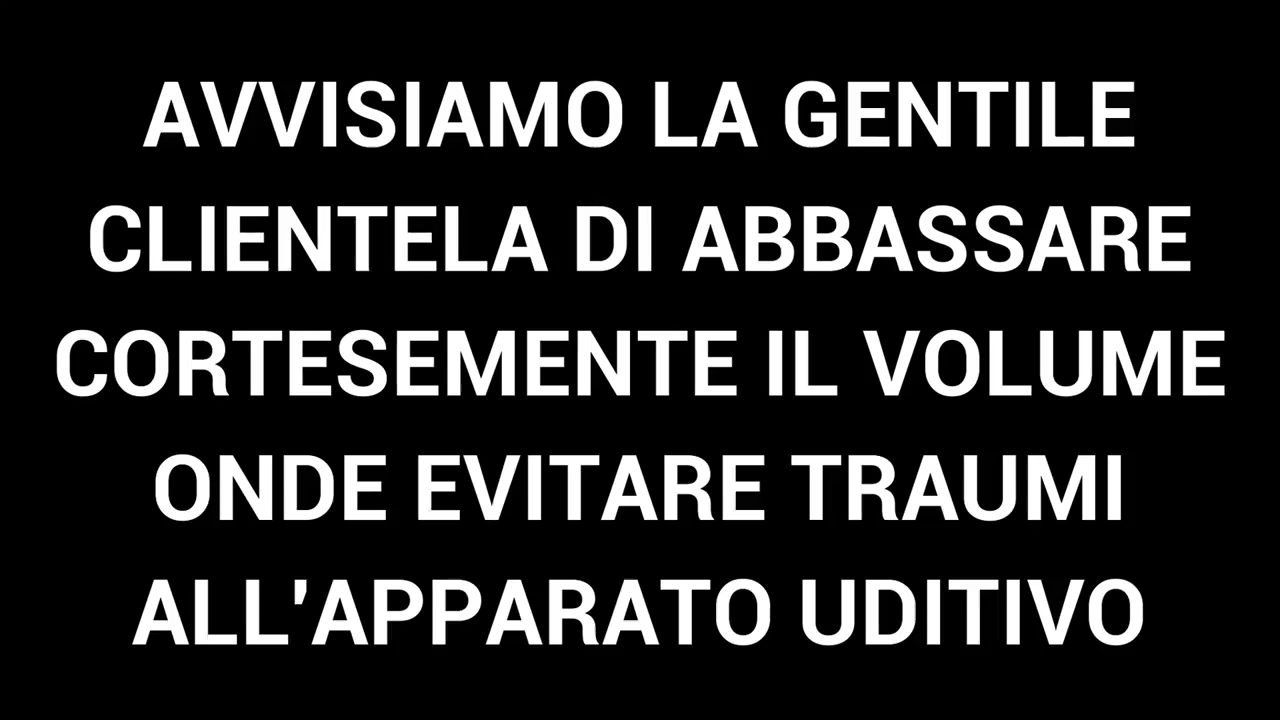 AVVISIAMO LA GENTILE
CLIENTELA DI ABBASSARE
CORTESEMENTE IL VOLUME
ONDE EVITARE TRAUMI
ALL'APPARATO UDITIVO